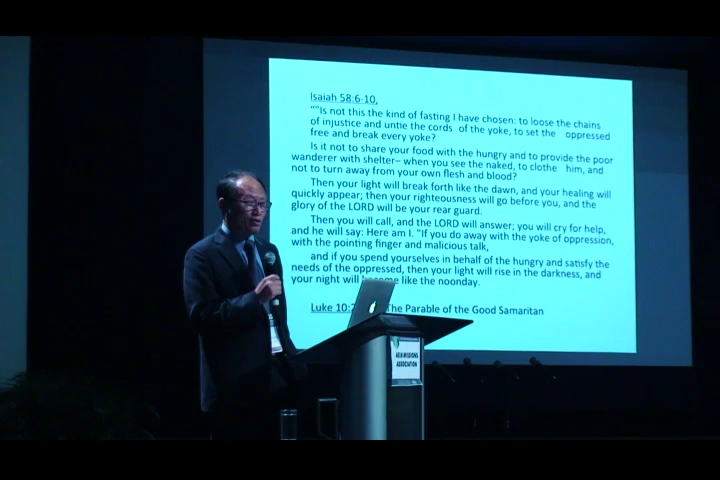 Isaiah 58:6-10,
""Is not this the kind of fasting I have chosen: to loose the chains
of injustice and untie the cords of the yoke, to set the oppressed
free and break every yoke?
Is it not to share your food with the hungry and to provide the poor
wanderer with shelter– when you see the naked, to clothe him, and
not to turn away from your own flesh and blood?
Then your light will break forth like the dawn, and your healing will
quickly appear; then your righteousness will go before you, and the
glory of the LORD will be your rear guard.
Then you will call, and the LORD will answer; you will cry for help,
and he will say: Here am I. "If you do away with the yoke of oppression,
with the pointing finger and malicious talk,
and if you spend yourselves in behalf of the hungry and satisfy the
needs of the oppressed, then your light will rise in the darkness, and
your night will become like the noonday.
Luke 10:2 The Parable of the Good Samaritan
ASIA MISSIONS
ASSOCIATION